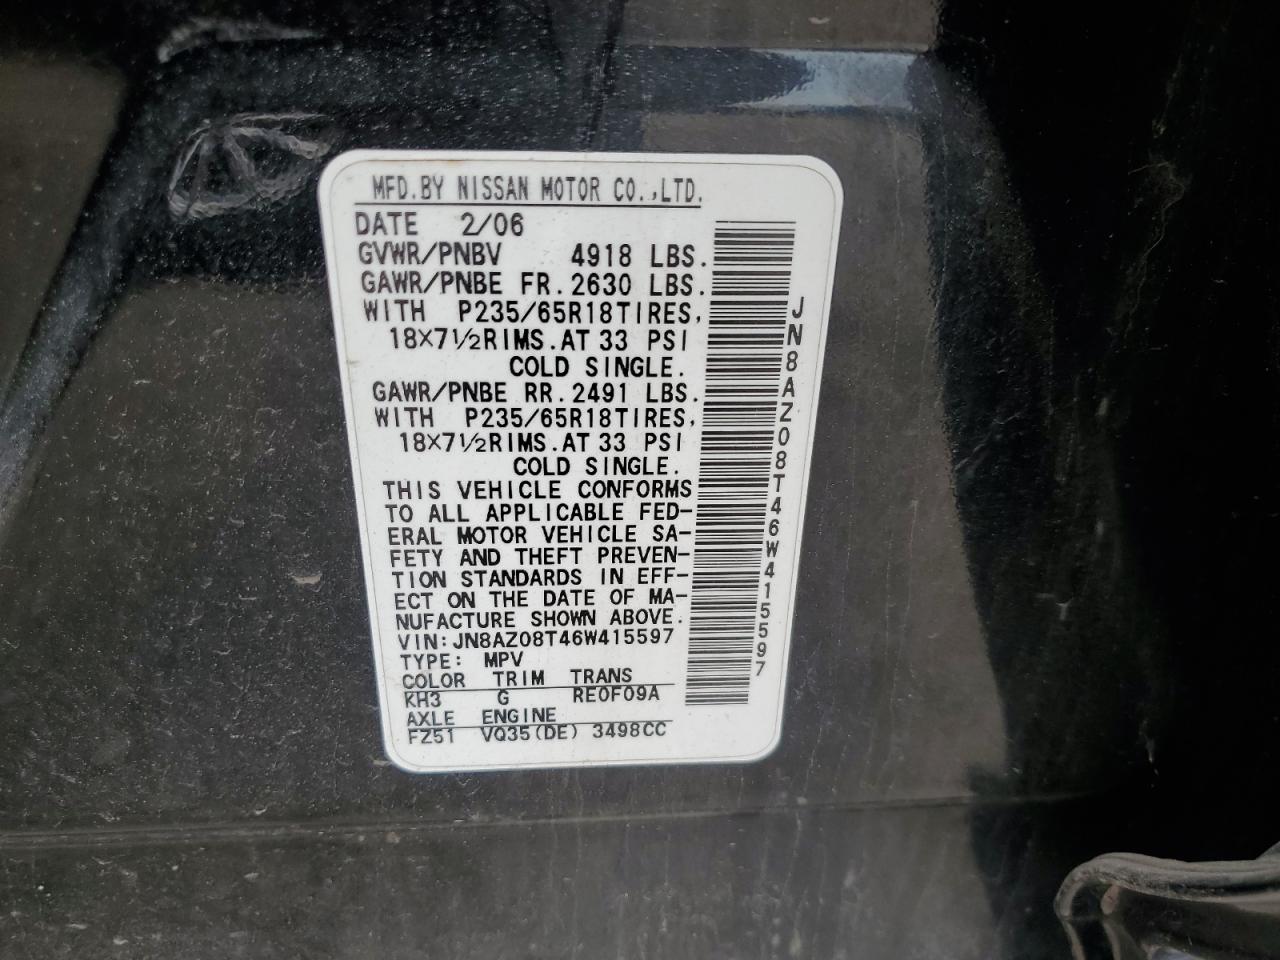 MFD.BY NISSAN MOTOR CO.,LTD.
DATE 2/06
GVWR/PNBV 4918 LBS.
GAWR/PNBE FR.2630 LBS.
WITH P235/65R18TIRES,
18×7½RIMS.AT 33 PSI
COLD SINGLE.
GAWR/PNBE RR.2491 LBS.
WITH P235/65R18TIRES,
18×7½RIMS.AT 33 PSI
COLD SINGLE.
THIS VEHICLE CONFORMS
TO ALL APPLICABLE FED-
ERAL MOTOR VEHICLE SA-
FETY AND THEFT PREVEN-
TION STANDARDS IN EFF-
ECT ON THE DATE OF MA-
NUFACTURE SHOWN ABOVE.
VIN:JN8AZ08T46W415597
TYPE: MPV
COLOR TRIM TRANS
KH3 G RE0F09A
AXLE ENGINE
FZ51 VQ35(DE) 3498CC
JN8AZ08T46W415597